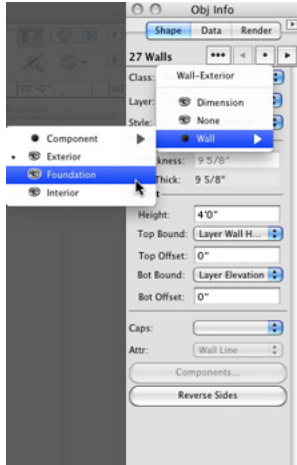 Obj Info
Shape Data Render
27 Walls
Class: Wall-Exterior
Layer: Dimension
None
Style: Wall
Component
Exterior
Foundation
Interior
kness: 9 5/8"
Thick: 9 5/8"
Height: 4'0"
Top Bound: Layer Wall H...
Top Offset: 0"
Bot Bound: Layer Elevation
Bot Offset: 0"
Caps:
Attr: Wall Line
Components...
Reverse Sides